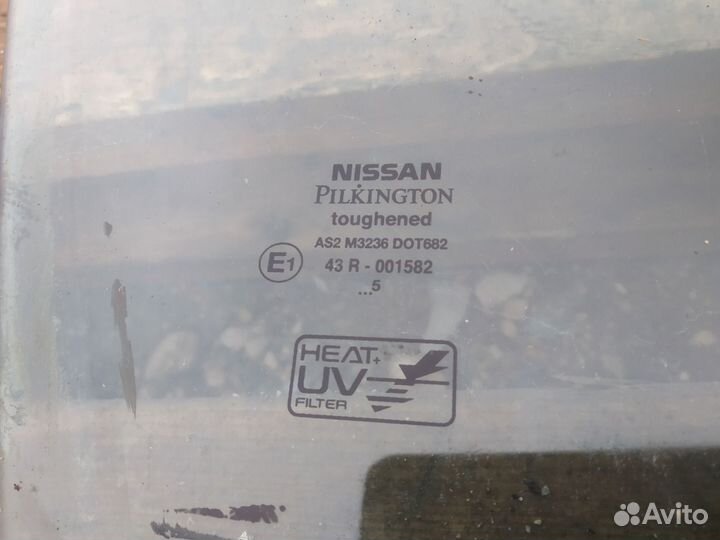 NISSAN
PILKINGTON
toughened
AS2 M3236 DOT682
E1 43 R - 001582
...5
HEAT+
UV
FILTER
Avito